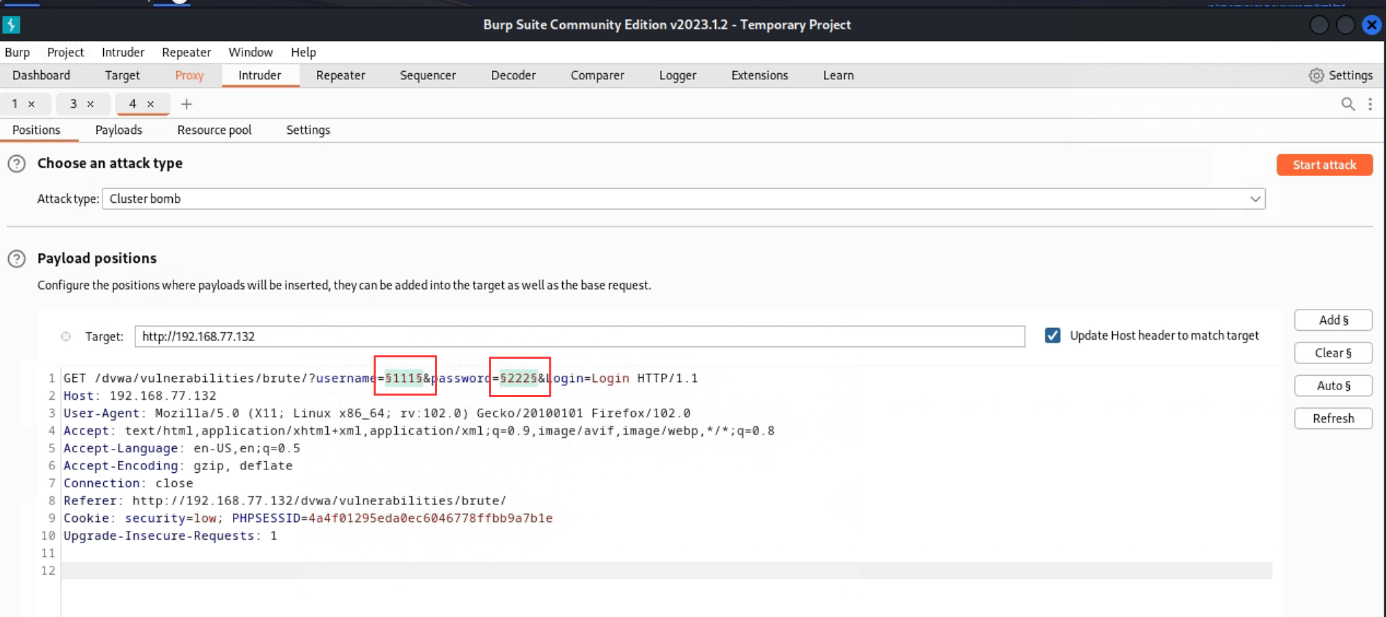 Burp Suite Community Edition v2023.1.2 - Temporary Project
Burp Project Intruder Repeater Window Help
Dashboard Target Proxy Intruder Repeater Sequencer Decoder Comparer Logger Extensions Learn Settings
1 × 3 × 4 × +
Positions Payloads Resource pool Settings
? Choose an attack type Start attack
Attack type: Cluster bomb
? Payload positions
Configure the positions where payloads will be inserted, they can be added into the target as well as the base request.
Add §
Target: http://192.168.77.132 Update Host header to match target
Clear §
1 GET /dvwa/vulnerabilities/brute/?username=§111§&password=§222§&Login=Login HTTP/1.1
Auto §
2 Host: 192.168.77.132
3 User-Agent: Mozilla/5.0 (X11; Linux x86_64; rv:102.0) Gecko/20100101 Firefox/102.0
Refresh
4 Accept: text/html,application/xhtml+xml,application/xml;q=0.9,image/avif,image/webp,*/*;q=0.8
5 Accept-Language: en-US,en;q=0.5
6 Accept-Encoding: gzip, deflate
7 Connection: close
8 Referer: http://192.168.77.132/dvwa/vulnerabilities/brute/
9 Cookie: security=low; PHPSESSID=4a4f01295eda0ec6046778ffbb9a7b1e
10 Upgrade-Insecure-Requests: 1
11
12